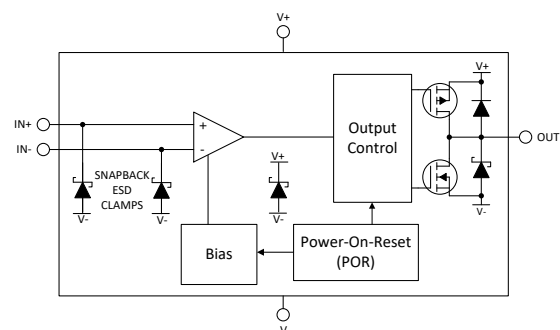 V+
IN+
IN-
+
-
SNAPBACK
ESD
CLAMPS
V-
V-
V+
V-
Output
Control
V+
V-
OUT
Bias
Power-On-Reset
(POR)
V-